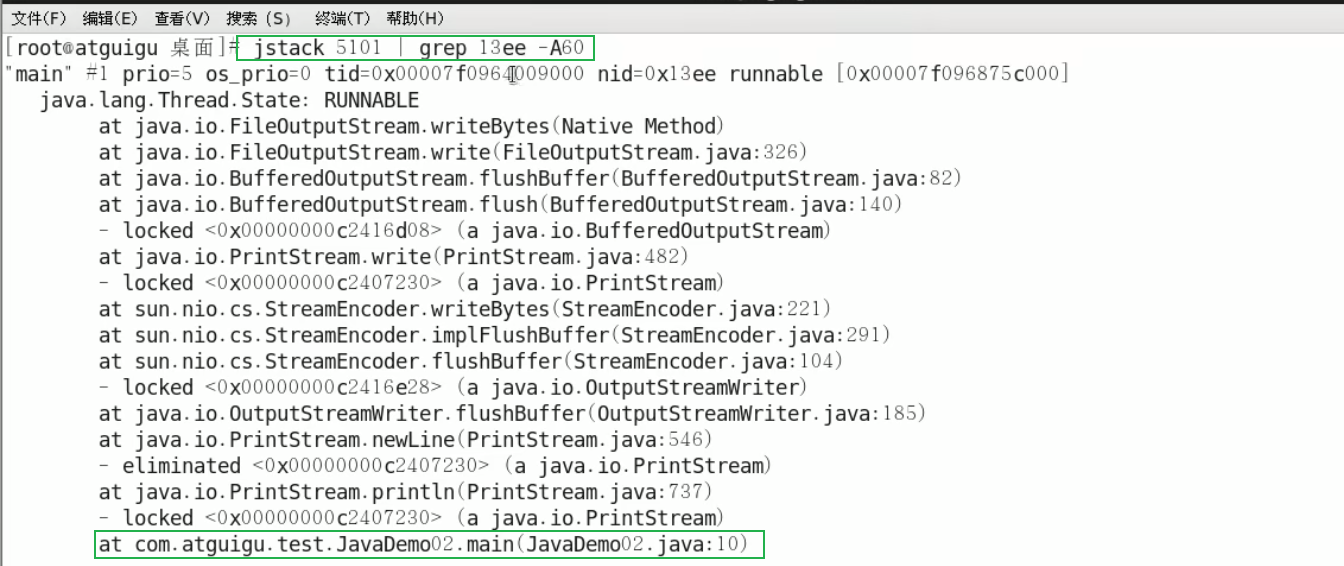 文件(F) 编辑(E) 查看(V) 搜索 (S) 终端(T) 帮助(H)
[root@atguigu 桌面]# jstack 5101 | grep 13ee -A60
"main" #1 prio=5 os_prio=0 tid=0x00007f0964009000 nid=0x13ee runnable [0x00007f096875c000]
java.lang.Thread.State: RUNNABLE
at java.io.FileOutputStream.writeBytes(Native Method)
at java.io.FileOutputStream.write(FileOutputStream.java:326)
at java.io.BufferedOutputStream.flushBuffer(BufferedOutputStream.java:82)
at java.io.BufferedOutputStream.flush(BufferedOutputStream.java:140)
- locked <0x00000000c2416d08> (a java.io.BufferedOutputStream)
at java.io.PrintStream.write(PrintStream.java:482)
- locked <0x00000000c2407230> (a java.io.PrintStream)
at sun.nio.cs.StreamEncoder.writeBytes(StreamEncoder.java:221)
at sun.nio.cs.StreamEncoder.implFlushBuffer(StreamEncoder.java:291)
at sun.nio.cs.StreamEncoder.flushBuffer(StreamEncoder.java:104)
- locked <0x00000000c2416e28> (a java.io.OutputStreamWriter)
at java.io.OutputStreamWriter.flushBuffer(OutputStreamWriter.java:185)
at java.io.PrintStream.newLine(PrintStream.java:546)
- eliminated <0x00000000c2407230> (a java.io.PrintStream)
at java.io.PrintStream.println(PrintStream.java:737)
- locked <0x00000000c2407230> (a java.io.PrintStream)
at com.atguigu.test.JavaDemo02.main(JavaDemo02.java:10)